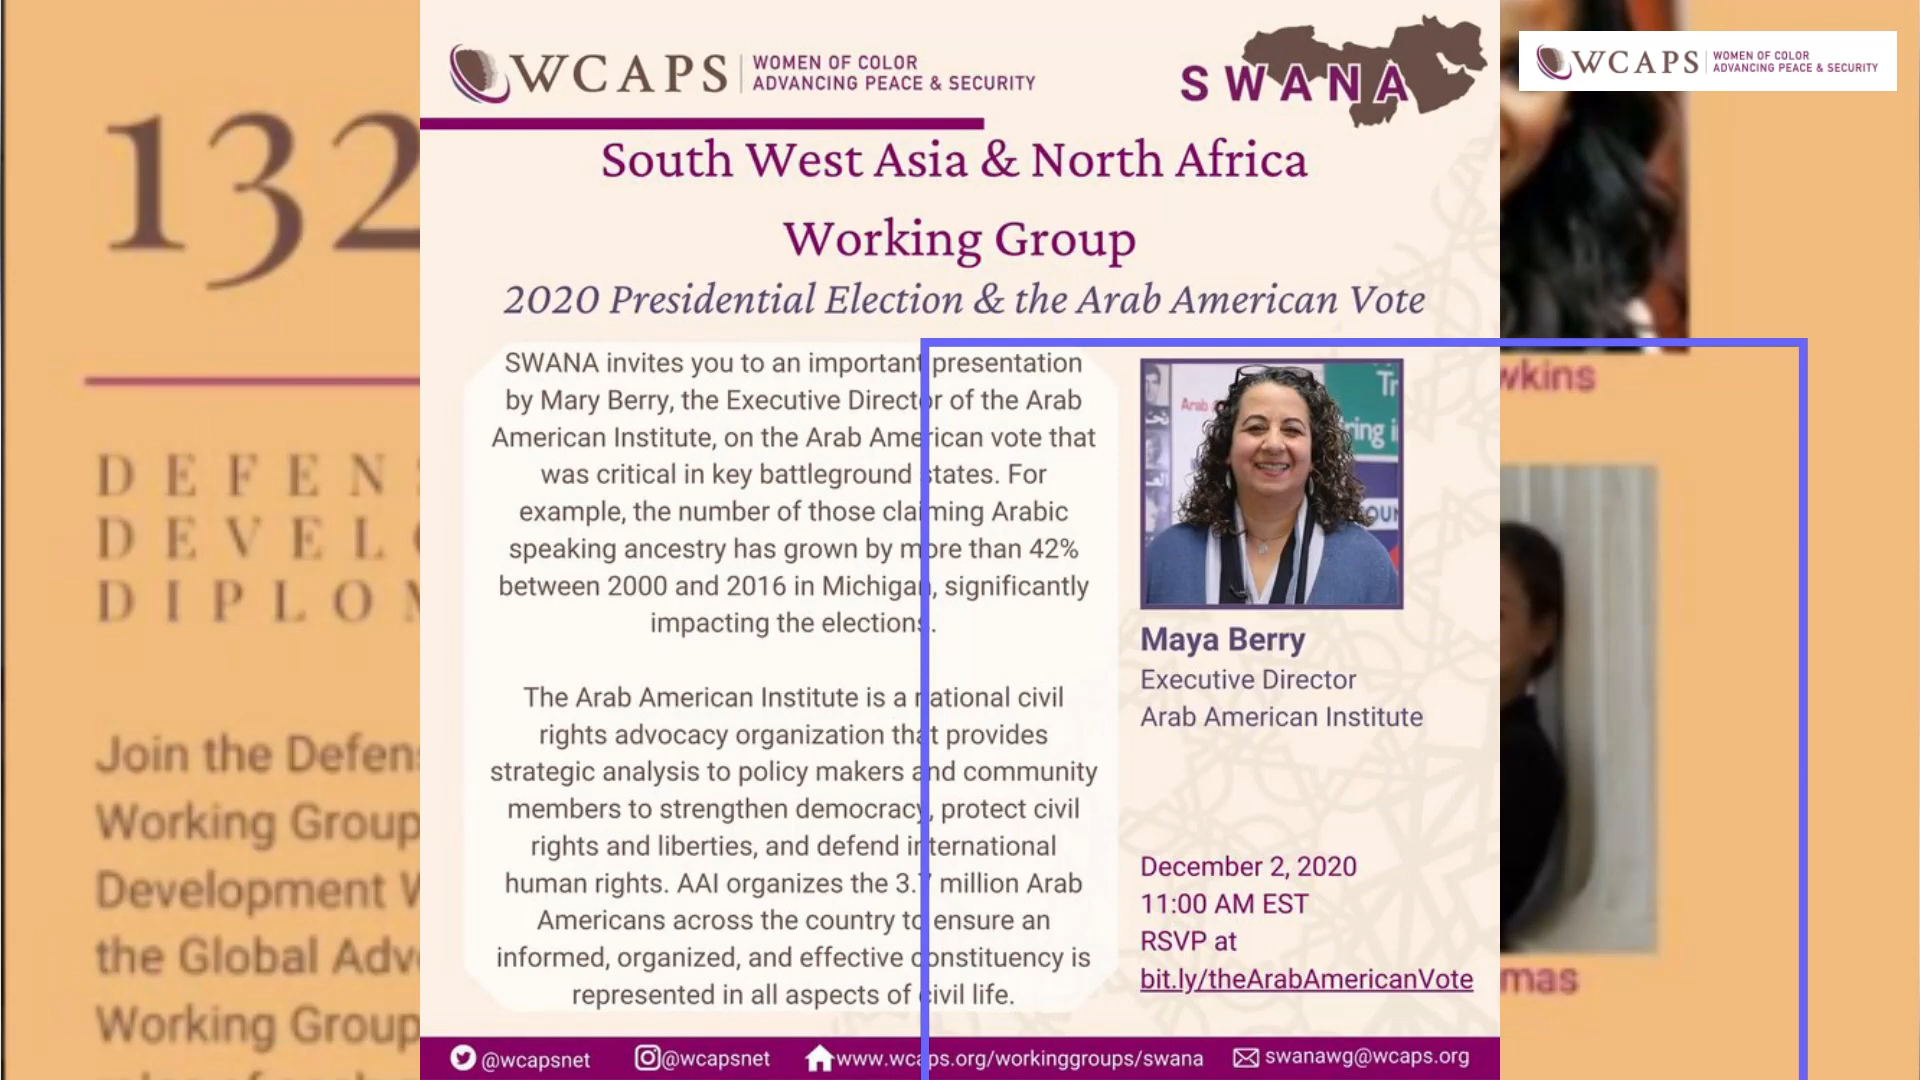 WCAPS
WOMEN OF COLOR
ADVANCING PEACE & SECURITY
SWANA
WCAPS
WOMEN OF COLOR
ADVANCING PEACE & SECURITY
South West Asia & North Africa
Working Group
2020 Presidential Election & the Arab American Vote
SWANA invites you to an important presentation
by Mary Berry, the Executive Director of the Arab
American Institute, on the Arab American vote that
was critical in key battleground states. For
example, the number of those claiming Arabic
speaking ancestry has grown by more than 42%
between 2000 and 2016 in Michigan, significantly
impacting the elections.
The Arab American Institute is a national civil
rights advocacy organization that provides
strategic analysis to policy makers and community
members to strengthen democracy, protect civil
rights and liberties, and defend international
human rights. AAI organizes the 3.7 million Arab
Americans across the country to ensure an
informed, organized, and effective constituency is
represented in all aspects of civil life.
Maya Berry
Executive Director
Arab American Institute
December 2, 2020
11:00 AM EST
RSVP at
bit.ly/theArabAmericanVote
@wcapsnet
@wcapsnet
www.wcaps.org/workinggroups/swana
swanawg@wcaps.org
132
Join the
Working Group
Development
the Global
Working Group